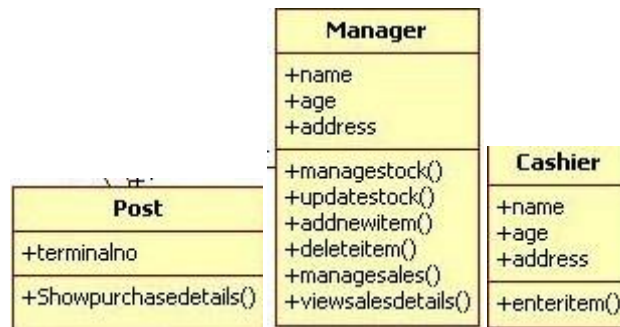 Manager
+name
+age
+address
+managestock()
+updatestock()
+addnewitem()
+deleteitem()
+managesales()
+viewsalesdetails()
Post
+terminalno
+Showpurchasedetails()
Cashier
+name
+age
+address
+enteritem()